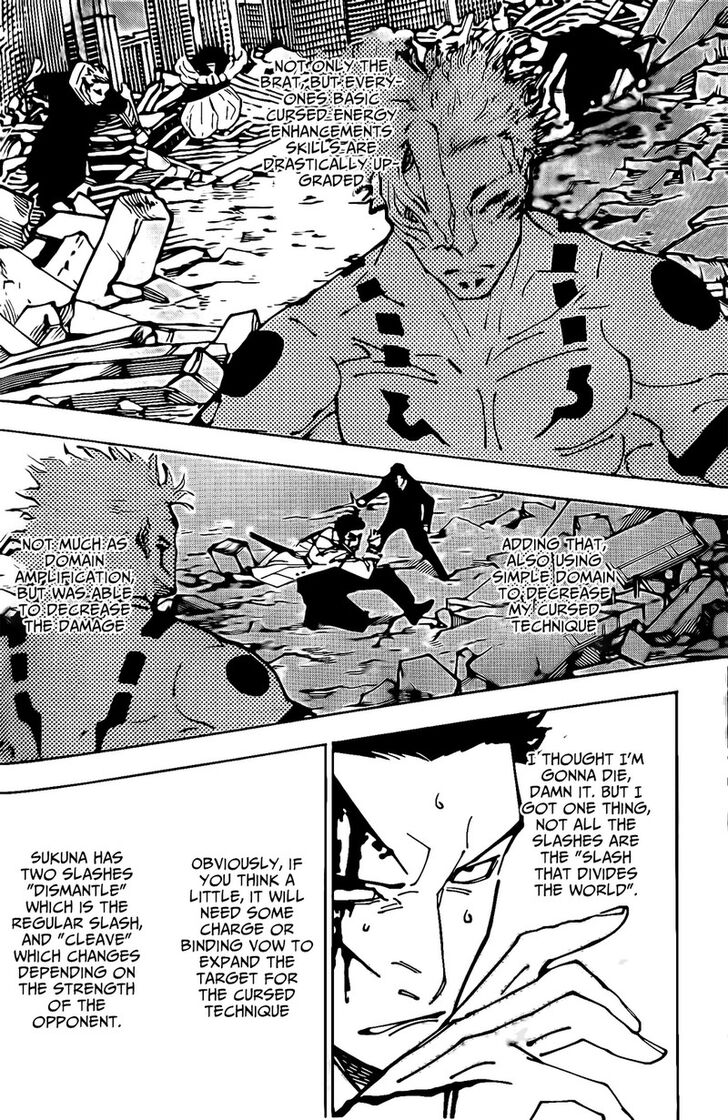 NOT ONLY THE
BRAT, BUT EVERY-
ONES BASIC
CURSED ENERGY
ENHANCEMENTS
SKILLS ARE
DRASTICALLY UP-
GRADED
ADDING THAT,
ALSO USING
SIMPLE DOMAIN
TO DECREASE
MY CURSED
TECHNIQUE
NOT MUCH AS
DOMAIN
AMPLIFICATION,
BUT WAS ABLE
TO DECREASE
THE DAMAGE
I THOUGHT I'M
GONNA DIE,
DAMN IT. BUT I
GOT ONE THING,
NOT ALL THE
SLASHES ARE
THE "SLASH
THAT DIVIDES
THE WORLD".
OBVIOUSLY, IF
YOU THINK A
LITTLE, IT WILL
NEED SOME
CHARGE OR
BINDING VOW TO
EXPAND THE
TARGET FOR
THE CURSED
TECHNIQUE
SUKUNA HAS
TWO SLASHES
"DISMANTLE"
WHICH IS THE
REGULAR SLASH,
AND "CLEAVE"
WHICH CHANGES
DEPENDING ON
THE STRENGTH
OF THE
OPPONENT.